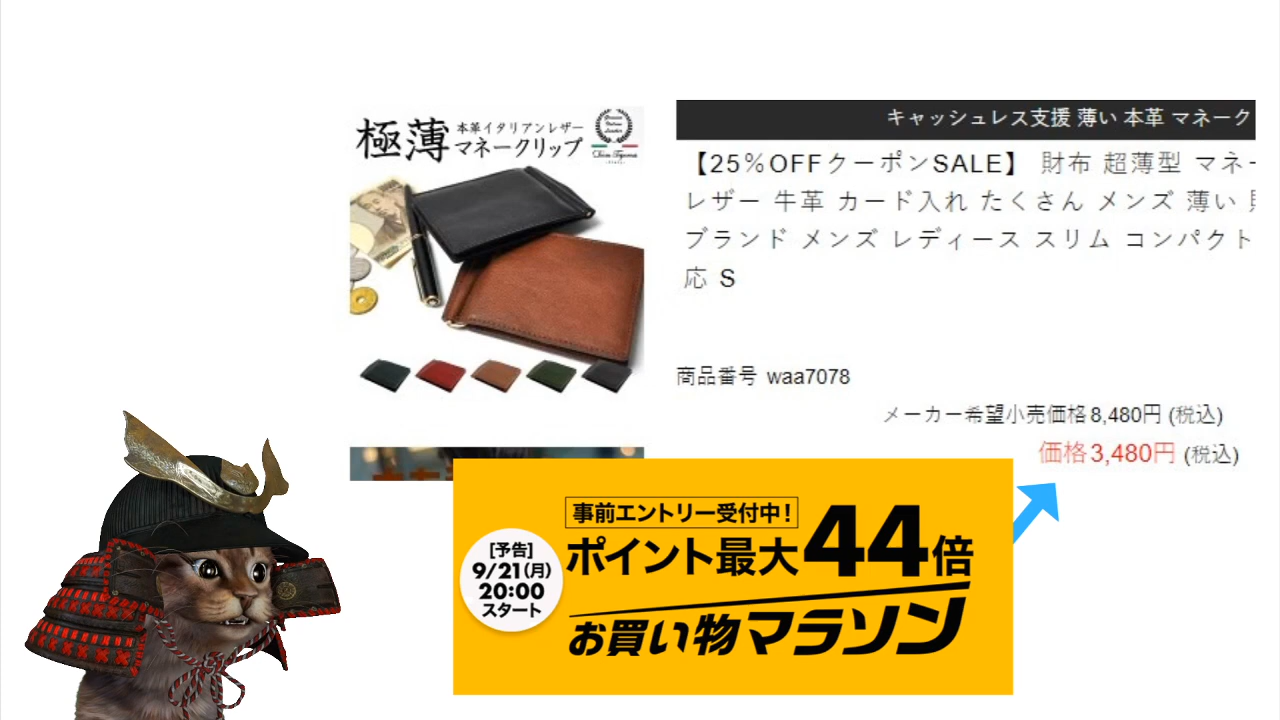 極薄
本革イタリアンレザー
マネークリップ
キャッシュレス支援 薄い 本革 マネーク
【25%OFFクーポンSALE】 財布 超薄型 マネー
レザー 牛革 カード入れ たくさん メンズ 薄い
ブランド メンズ レディース スリム コンパクト
応 S
商品番号 waa7078
メーカー希望小売価格8,480円 (税込)
価格3,480円 (税込)
事前エントリー受付中!
[予告]
9/21(月)
20:00
スタート
ポイント最大44倍
お買い物マラソン